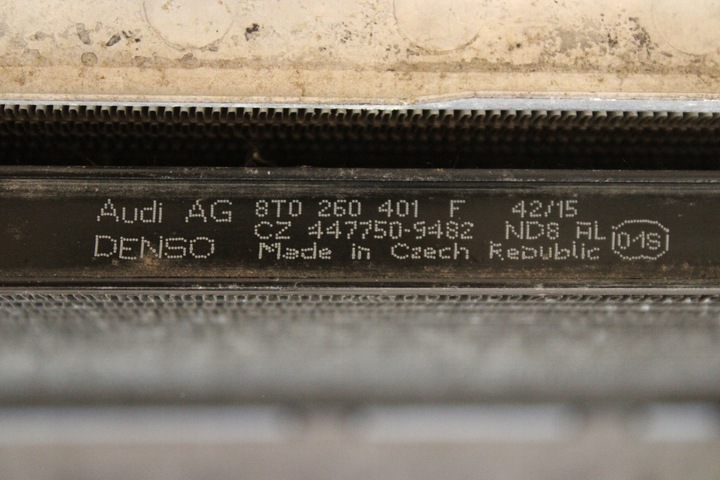 Audi AG 8T0 260 401 F 42/15
CZ 447750-9482 ND8 AL
DENSO Made in Czech Republic